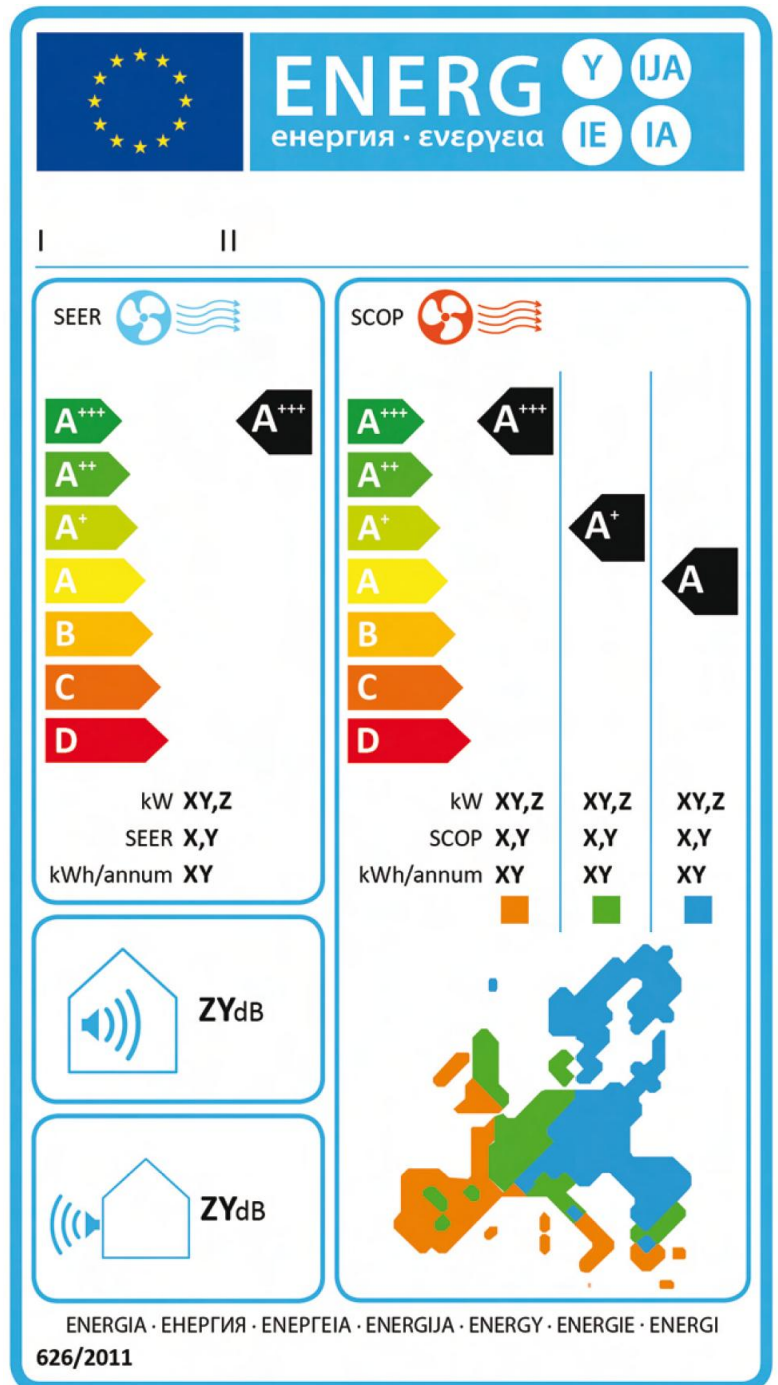 ENERG Y IJA
енергия · ενεργεια IE IA
I II
SEER
A+++ A+++
A++
A+
A
B
C
D
kW XY,Z
SEER X,Y
kWh/annum XY
SCOP
A+++ A+++
A++
A+ A+
A A
B
C
D
kW XY,Z XY,Z XY,Z
SCOP X,Y X,Y X,Y
kWh/annum XY XY XY
ZYdB
ZYdB
ENERGIA · ЕНЕРГИЯ · ΕΝΕΡΓΕΙΑ · ENERGIJA · ENERGY · ENERGIE · ENERGI
626/2011